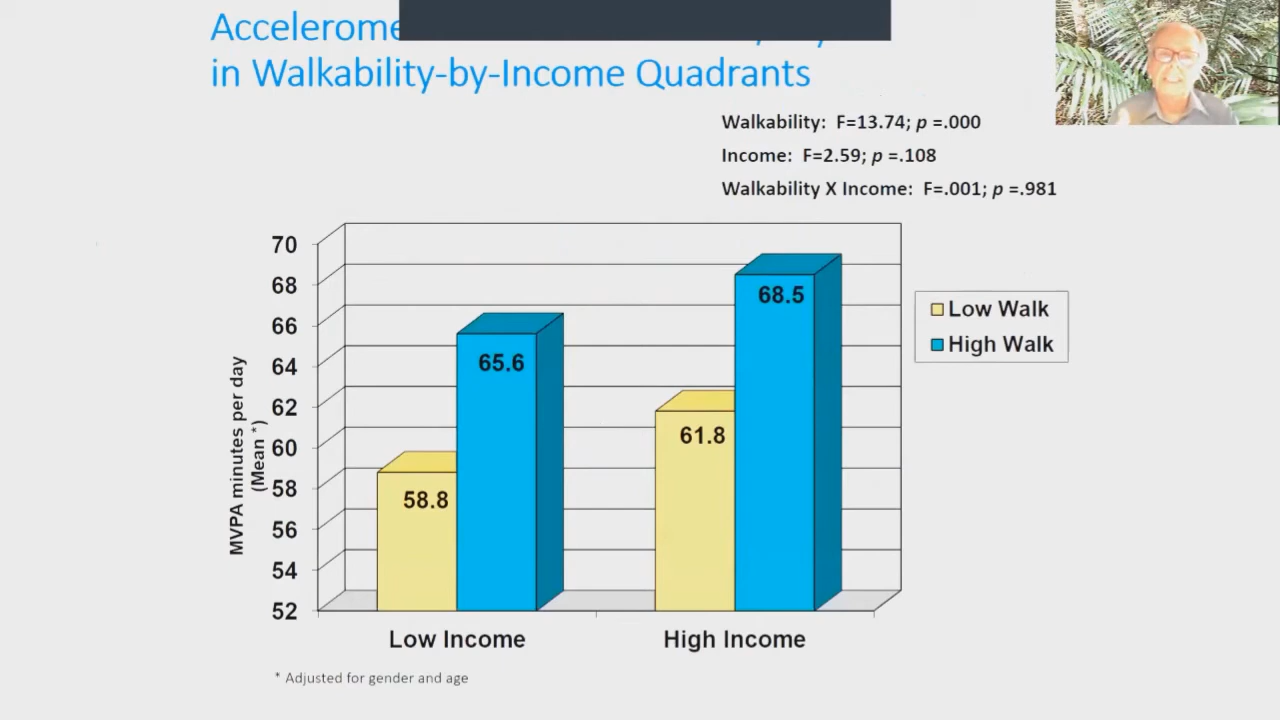 in Walkability-by-Income Quadrants
Walkability: F=13.74; p =.000
Income: F=2.59; p =.108
Walkability X Income: F=.001; p =.981
70
68
66
64
62
60
58
56
54
52
MVPA minutes per day
(Mean *)
58.8
65.6
61.8
68.5
Low Walk
High Walk
Low Income
High Income
* Adjusted for gender and age